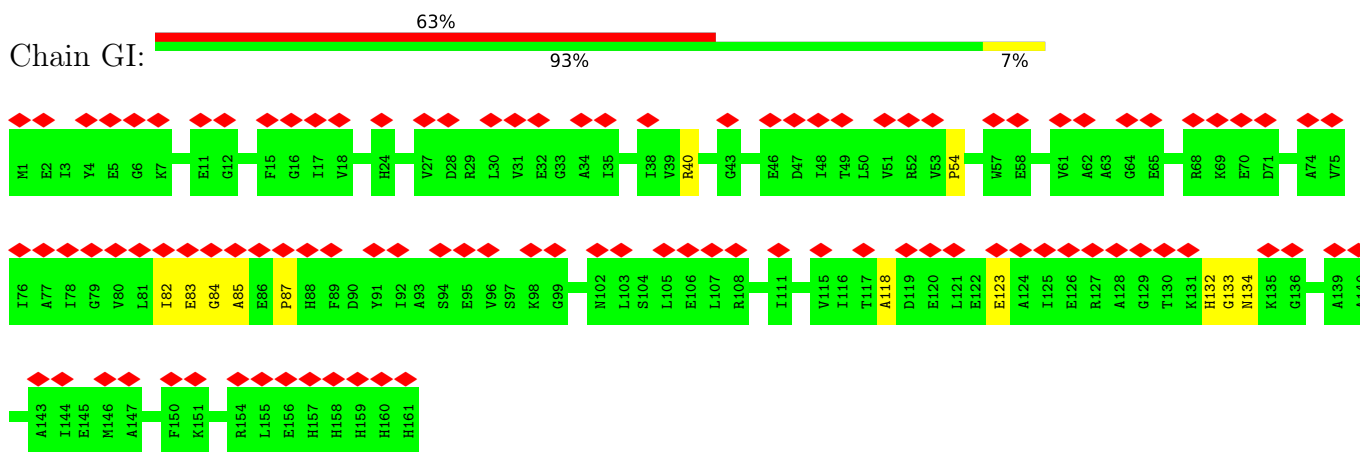 63%
Chain GI:
93% 7%
M1 E2 I3 Y4 E5 G6 K7 E11 G12 F15 G16 I17 V18 H24 V27 D28 R29 L30 V31 E32 G33 A34 I35 I38 V39 R40 G43 E46 D47 I48 T49 L50 V51 R52 V53 P54 W57 E58 V61 A62 A63 G64 E65 R68 K69 E70 D71 A74 V75
I76 A77 I78 G79 V80 L81 I82 E83 G84 A85 E86 P87 H88 F89 D90 Y91 I92 A93 S94 E95 V96 S97 K98 G99 N102 L103 S104 L105 E106 L107 R108 I111 V115 I116 T117 A118 D119 E120 L121 E122 E123 A124 I125 E126 R127 A128 G129 T130 K131 H132 G133 N134 K135 G136 A139
A143 I144 E145 M146 A147 F150 K151 R154 L155 E156 H157 H158 H159 H160 H161